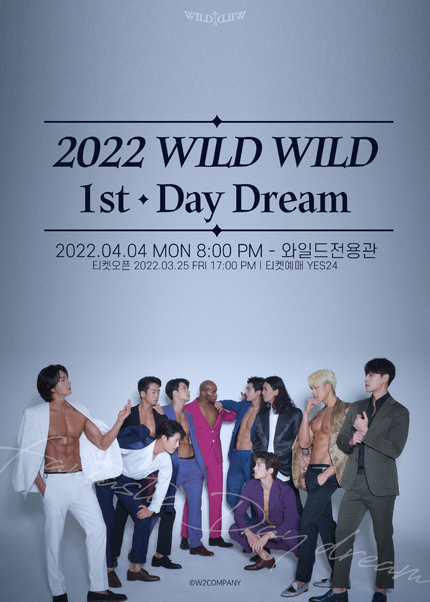 WILD WILD
2022 WILD WILD
1st Day Dream
2022.04.04 MON 8:00 PM - 와일드전용관
티켓오픈 2022.03.25 FRI 17:00 PM | 티켓예매 YES24
Day dream
©W2COMPANY